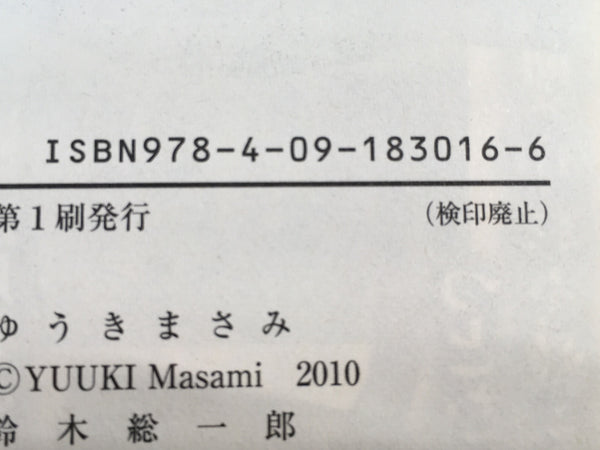 ISBN978-4-09-183016-6
第1刷発行 (検印廃止)
ゆうきまさみ
©YUUKI Masami 2010
鈴木総一郎